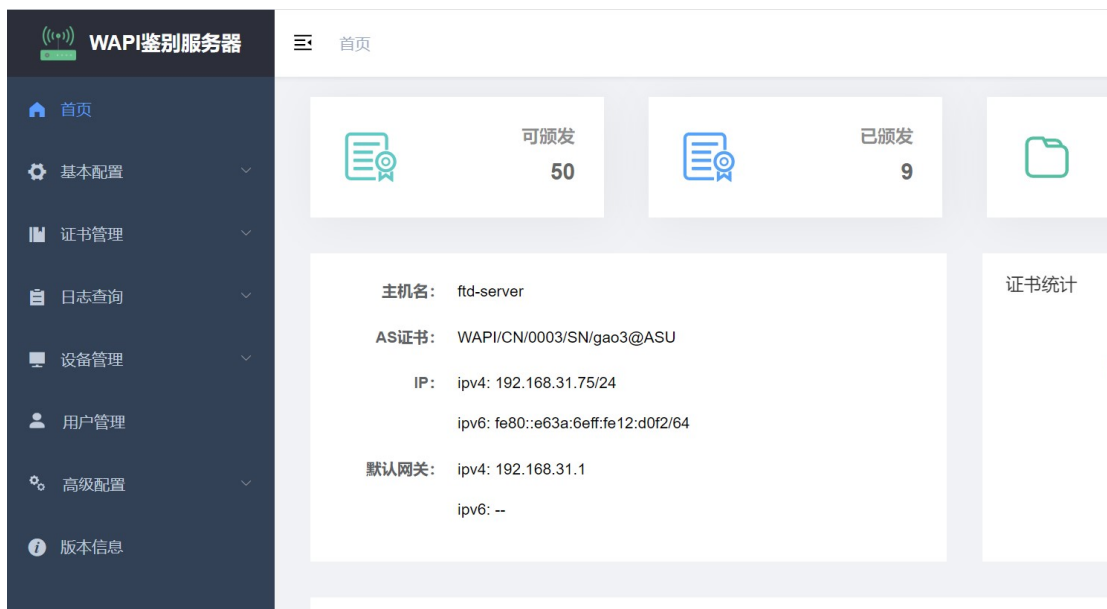 WAPI鉴别服务器
首页
首页
基本配置
证书管理
日志查询
设备管理
用户管理
高级配置
版本信息
可颁发
50
已颁发
9
主机名： ftd-server
AS证书： WAPI/CN/0003/SN/gao3@ASU
IP： ipv4: 192.168.31.75/24
ipv6: fe80::e63a:6eff:fe12:d0f2/64
默认网关： ipv4: 192.168.31.1
ipv6: --
证书统计